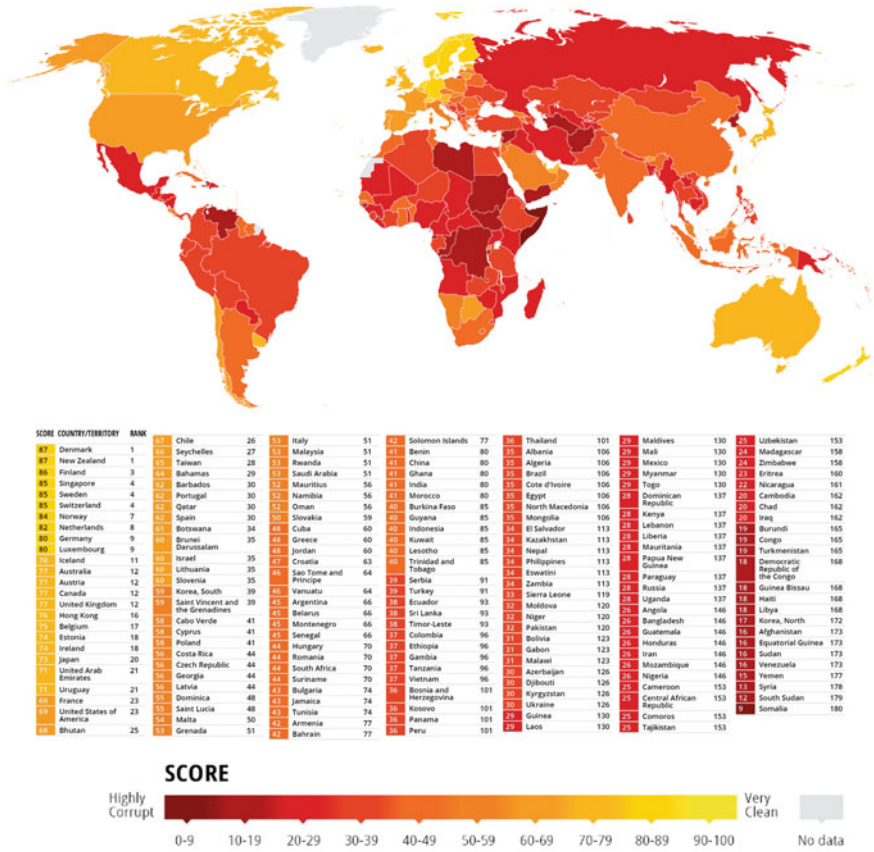 SCORE COUNTRY/TERRITORY RANK
87 Denmark 1
87 New Zealand 1
86 Finland 3
85 Singapore 4
85 Sweden 4
85 Switzerland 4
84 Norway 7
82 Netherlands 8
80 Germany 9
80 Luxembourg 9
78 Iceland 11
77 Australia 12
77 Austria 12
77 Canada 12
77 United Kingdom 12
76 Hong Kong 16
75 Belgium 17
74 Estonia 18
74 Ireland 18
73 Japan 20
71 United Arab 21
Emirates
71 Uruguay 21
69 France 23
69 United States of 23
America
68 Bhutan 25
67 Chile 26
66 Seychelles 27
65 Taiwan 28
64 Bahamas 29
62 Barbados 30
62 Portugal 30
62 Qatar 30
62 Spain 30
61 Botswana 34
60 Brunei 35
Darussalam
60 Israel 35
60 Lithuania 35
60 Slovenia 35
59 Korea, South 39
59 Saint Vincent and 39
the Grenadines
58 Cabo Verde 41
58 Cyprus 41
58 Poland 41
56 Costa Rica 44
56 Czech Republic 44
56 Georgia 44
56 Latvia 44
55 Dominica 48
55 Saint Lucia 48
54 Malta 50
53 Grenada 51
53 Italy 51
53 Malaysia 51
53 Rwanda 51
53 Saudi Arabia 51
52 Mauritius 56
52 Namibia 56
52 Oman 56
50 Slovakia 59
48 Cuba 60
48 Greece 60
48 Jordan 60
47 Croatia 63
46 Sao Tome and 64
Principe
46 Vanuatu 64
45 Argentina 66
45 Belarus 66
45 Montenegro 66
45 Senegal 66
44 Hungary 70
44 Romania 70
44 South Africa 70
44 Suriname 70
43 Bulgaria 74
43 Jamaica 74
43 Tunisia 74
42 Armenia 77
42 Bahrain 77
42 Solomon Islands 77
41 Benin 80
41 China 80
41 Ghana 80
41 India 80
41 Morocco 80
40 Burkina Faso 85
40 Guyana 85
40 Indonesia 85
40 Kuwait 85
40 Lesotho 85
40 Trinidad and 85
Tobago
39 Serbia 91
39 Turkey 91
38 Ecuador 93
38 Sri Lanka 93
38 Timor-Leste 93
37 Colombia 96
37 Ethiopia 96
37 Gambia 96
37 Tanzania 96
37 Vietnam 96
36 Bosnia and 101
Herzegovina
36 Kosovo 101
36 Panama 101
36 Peru 101
36 Thailand 101
35 Albania 106
35 Algeria 106
35 Brazil 106
35 Cote d'Ivoire 106
35 Egypt 106
35 North Macedonia 106
35 Mongolia 106
34 El Salvador 113
34 Kazakhstan 113
34 Nepal 113
34 Philippines 113
34 Eswatini 113
34 Zambia 113
33 Sierra Leone 119
32 Moldova 120
32 Niger 120
32 Pakistan 120
31 Bolivia 123
31 Gabon 123
31 Malawi 123
30 Azerbaijan 126
30 Djibouti 126
30 Kyrgyzstan 126
30 Ukraine 126
29 Guinea 130
29 Laos 130
29 Maldives 130
29 Mali 130
29 Mexico 130
29 Myanmar 130
29 Togo 130
28 Dominican 137
Republic
28 Kenya 137
28 Lebanon 137
28 Liberia 137
28 Mauritania 137
28 Papua New 137
Guinea
28 Paraguay 137
28 Russia 137
28 Uganda 137
26 Angola 146
26 Bangladesh 146
26 Guatemala 146
26 Honduras 146
26 Iran 146
26 Mozambique 146
26 Nigeria 146
25 Cameroon 153
25 Central African 153
Republic
25 Comoros 153
25 Tajikistan 153
25 Uzbekistan 153
24 Madagascar 158
24 Zimbabwe 158
23 Eritrea 160
22 Nicaragua 161
20 Cambodia 162
20 Chad 162
20 Iraq 162
19 Burundi 165
19 Congo 165
19 Turkmenistan 165
18 Democratic 168
Republic of
the Congo
18 Guinea Bissau 168
18 Haiti 168
18 Libya 168
17 Korea, North 172
16 Afghanistan 173
16 Equatorial Guinea 173
16 Sudan 173
16 Venezuela 173
15 Yemen 177
13 Syria 178
12 South Sudan 179
9 Somalia 180
SCORE
Highly
Corrupt
Very
Clean
0-9 10-19 20-29 30-39 40-49 50-59 60-69 70-79 80-89 90-100 No data